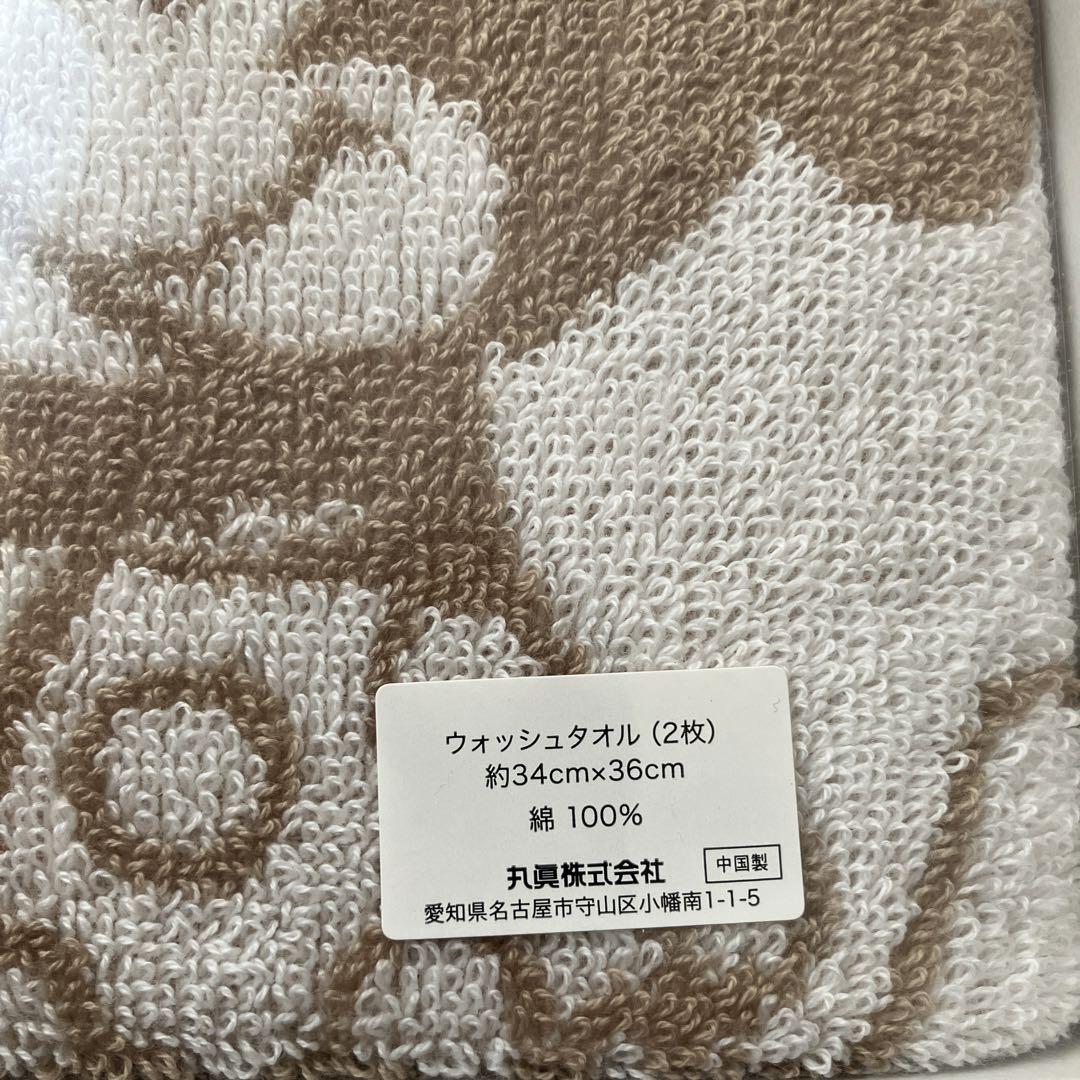 ウォッシュタオル（2枚）
約34cm×36cm
綿 100%
丸眞株式会社
中国製
愛知県名古屋市守山区小幡南1-1-5